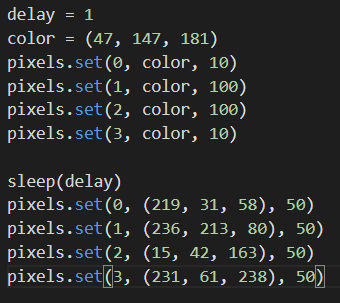 delay = 1
color = (47, 147, 181)
pixels.set(0, color, 10)
pixels.set(1, color, 100)
pixels.set(2, color, 100)
pixels.set(3, color, 10)
sleep(delay)
pixels.set(0, (219, 31, 58), 50)
pixels.set(1, (236, 213, 80), 50)
pixels.set(2, (15, 42, 163), 50)
pixels.set(3, (231, 61, 238), 50)